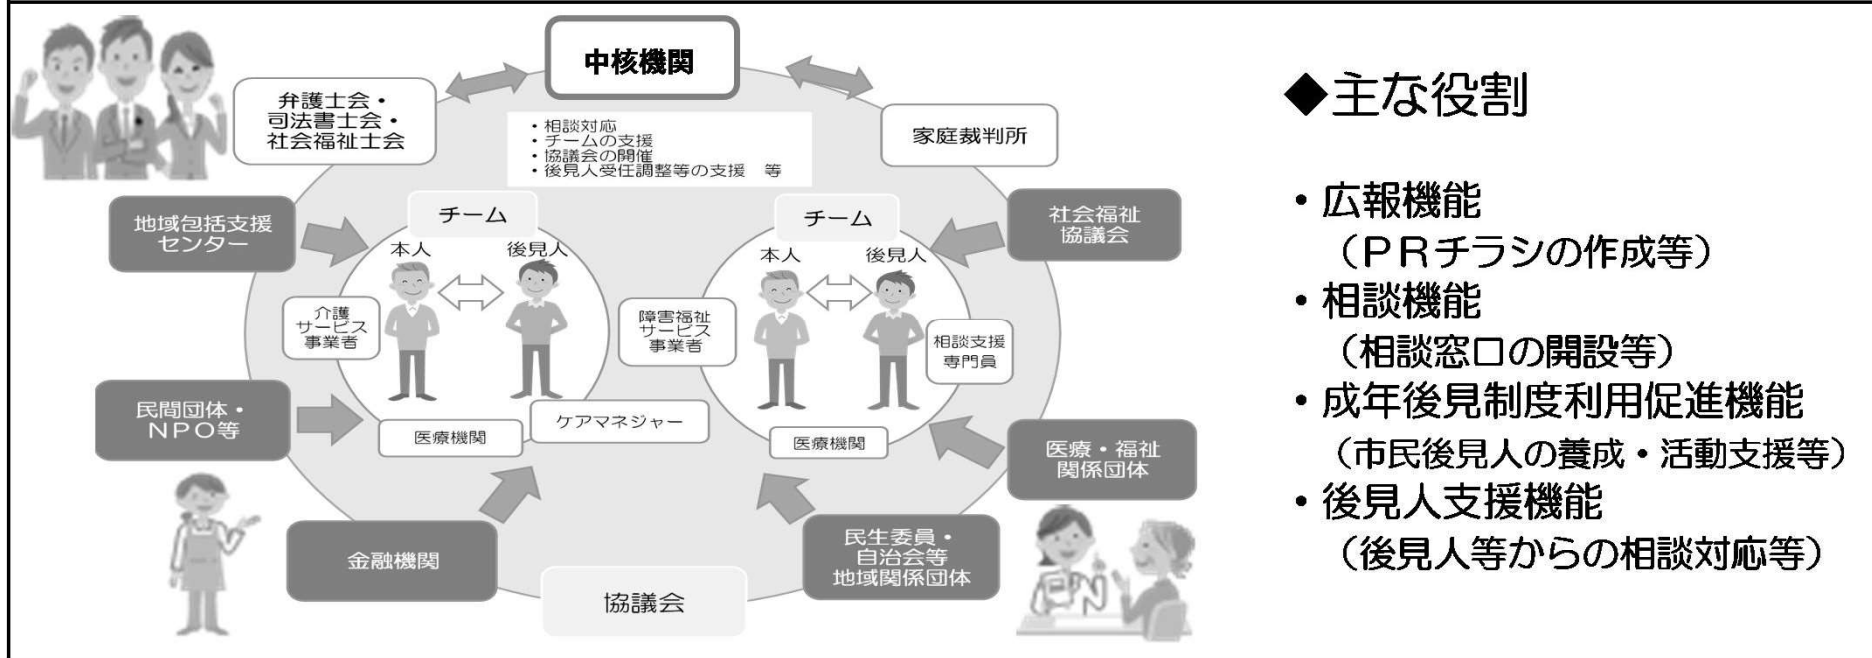 中核機関
弁護士会・
司法書士会・
社会福祉士会
・相談対応
・チームの支援
・協議会の開催
・後見人受任調整等の支援　等
家庭裁判所
地域包括支援
センター
チーム
本人
後見人
介護
サービス
事業者
医療機関
ケアマネジャー
チーム
本人
後見人
障害福祉
サービス
事業者
相談支援
専門員
医療機関
社会福祉
協議会
民間団体・
NPO等
医療・福祉
関係団体
金融機関
民生委員・
自治会等
地域関係団体
協議会
◆主な役割
・広報機能
（ＰＲチラシの作成等）
・相談機能
（相談窓口の開設等）
・成年後見制度利用促進機能
（市民後見人の養成・活動支援等）
・後見人支援機能
（後見人等からの相談対応等）